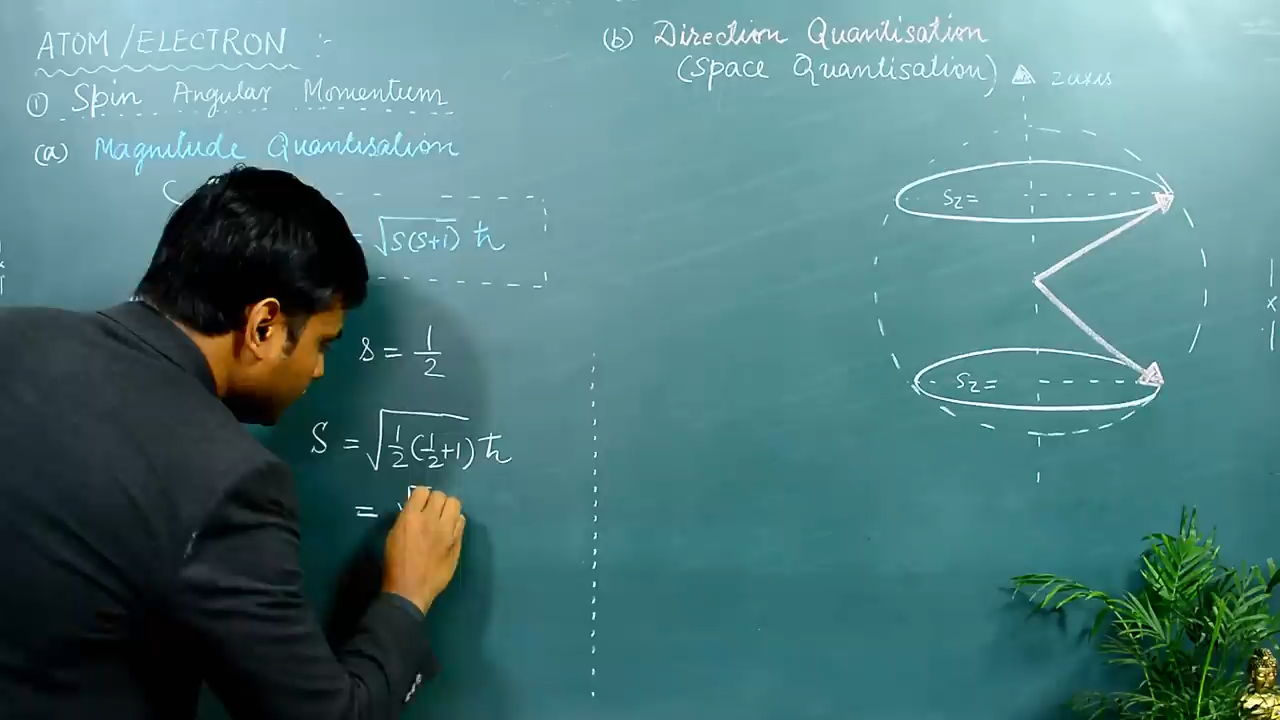 ATOM/ELECTRON :-
① Spin Angular Momentum
(a) Magnitude Quantisation
= √s(s+1) ħ
s = 1/2
S = √1/2(1/2+1) ħ
=
(b) Direction Quantisation
(Space Quantisation)
z axis
Sz=
Sz=